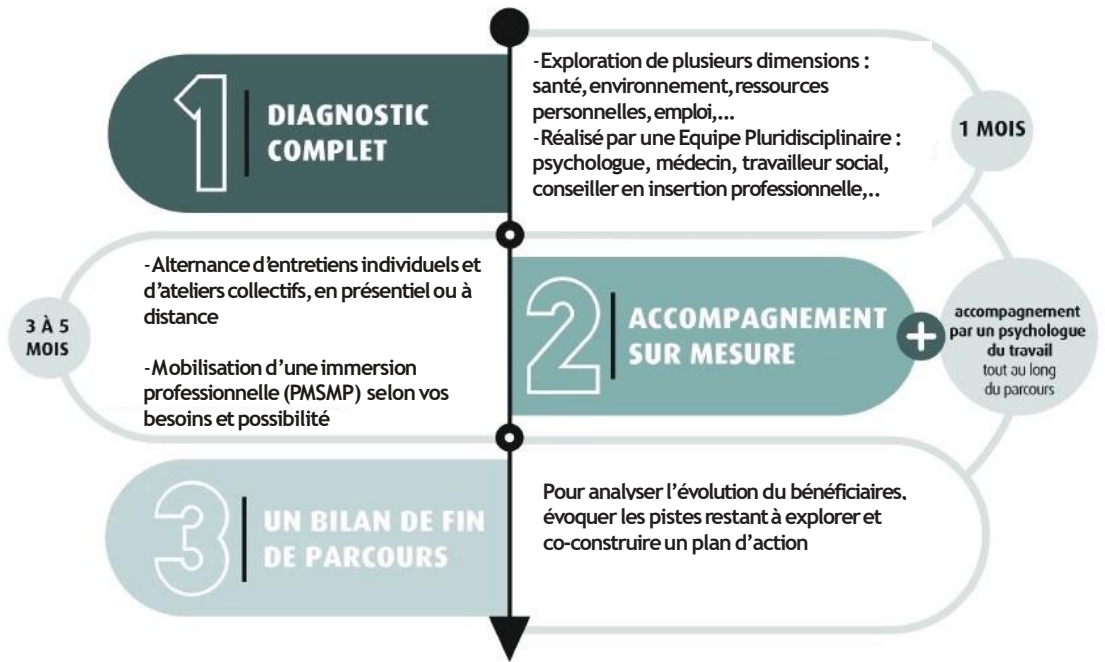 1
DIAGNOSTIC
COMPLET
-Exploration de plusieurs dimensions :
santé, environnement, ressources
personnelles, emploi,...
-Réalisé par une Equipe Pluridisciplinaire :
psychologue, médecin, travailleur social,
conseiller en insertion professionnelle,..
1 MOIS
3 À 5
MOIS
-Alternance d'entretiens individuels et
d'ateliers collectifs, en présentiel ou à
distance
-Mobilisation d'une immersion
professionnelle (PMSMP) selon vos
besoins et possibilité
2
ACCOMPAGNEMENT
SUR MESURE
+
accompagnement
par un psychologue
du travail
tout au long
du parcours
3
UN BILAN DE FIN
DE PARCOURS
Pour analyser l'évolution du bénéficiaires,
évoquer les pistes restant à explorer et
co-construire un plan d'action